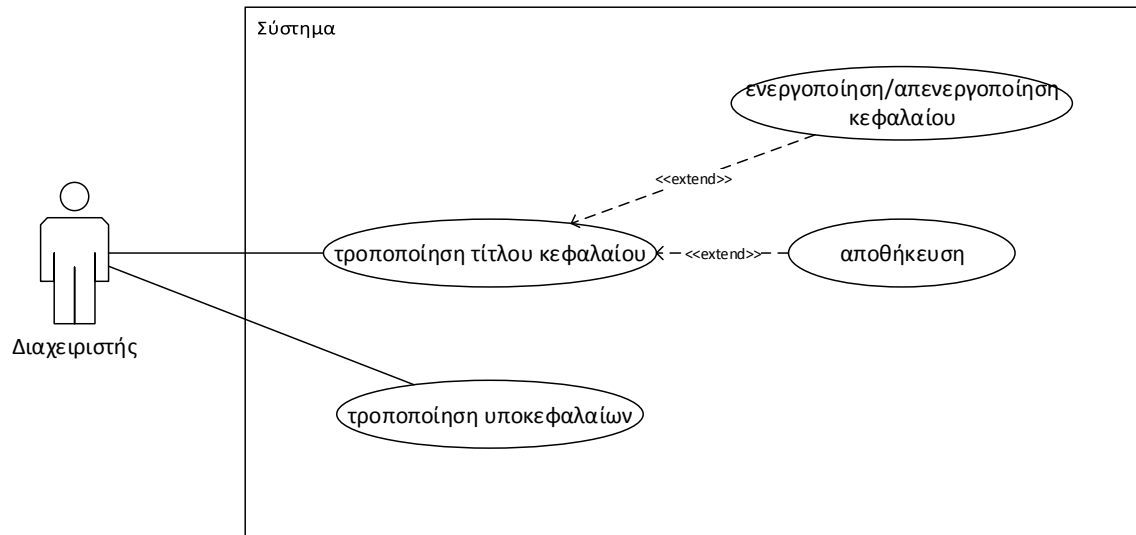 Σύστημα
ενεργοποίηση/απενεργοποίηση
κεφαλαίου
<<extend>>
τροποποίηση τίτλου κεφαλαίου
<<extend>>
αποθήκευση
Διαχειριστής
τροποποίηση υποκεφαλαίων